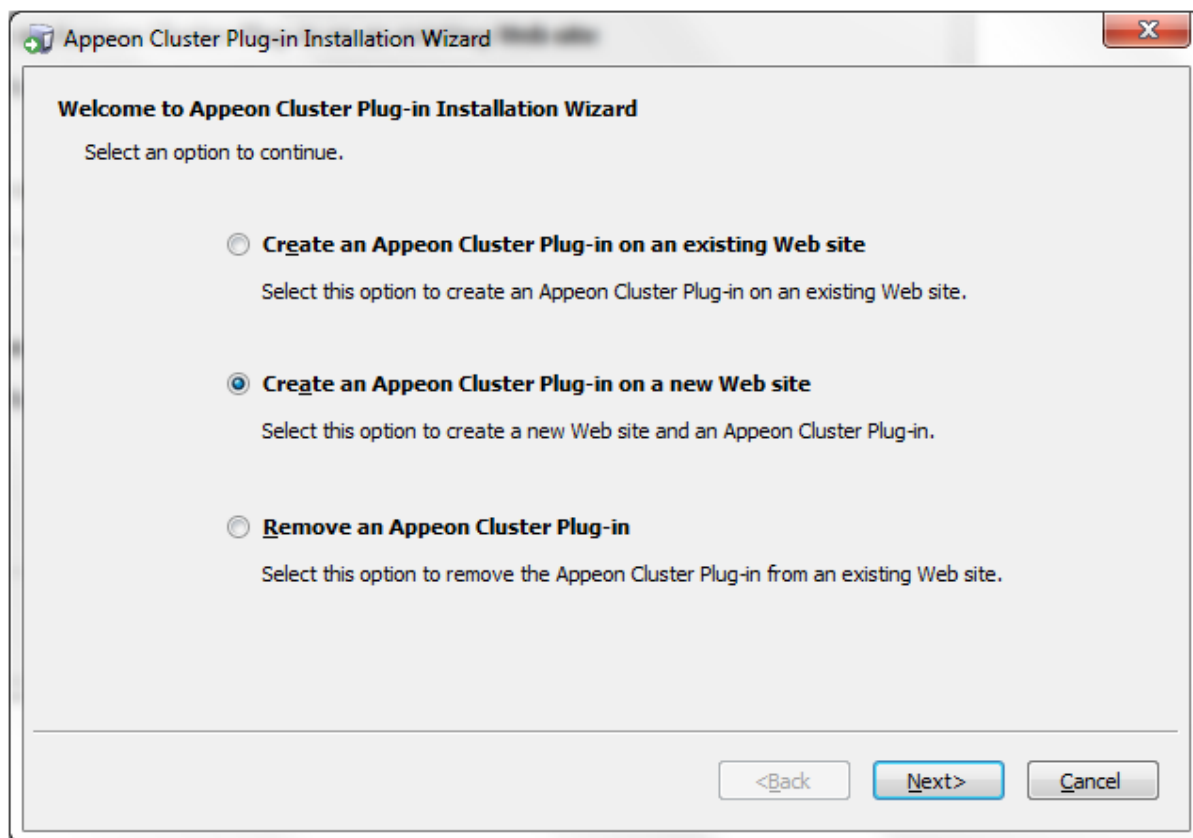 Appeon Cluster Plug-in Installation Wizard
Welcome to Appeon Cluster Plug-in Installation Wizard
Select an option to continue.
Create an Appeon Cluster Plug-in on an existing Web site
Select this option to create an Appeon Cluster Plug-in on an existing Web site.
Create an Appeon Cluster Plug-in on a new Web site
Select this option to create a new Web site and an Appeon Cluster Plug-in.
Remove an Appeon Cluster Plug-in
Select this option to remove the Appeon Cluster Plug-in from an existing Web site.
<Back Next> Cancel